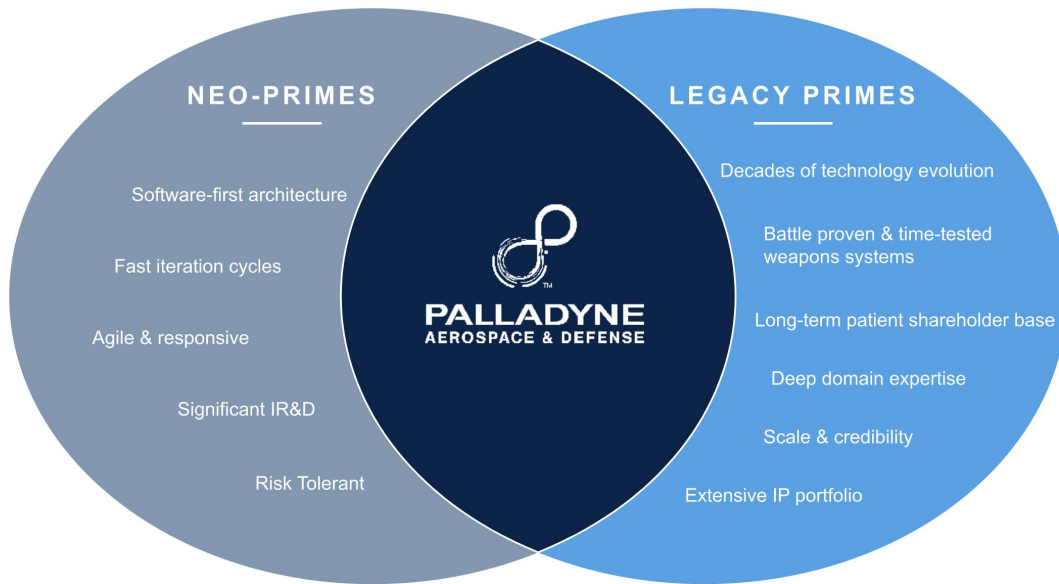 NEO-PRIMES
Software-first architecture
Fast iteration cycles
Agile & responsive
Significant IR&D
Risk Tolerant
TM
PALLADYNE
AEROSPACE & DEFENSE
LEGACY PRIMES
Decades of technology evolution
Battle proven & time-tested
weapons systems
Long-term patient shareholder base
Deep domain expertise
Scale & credibility
Extensive IP portfolio